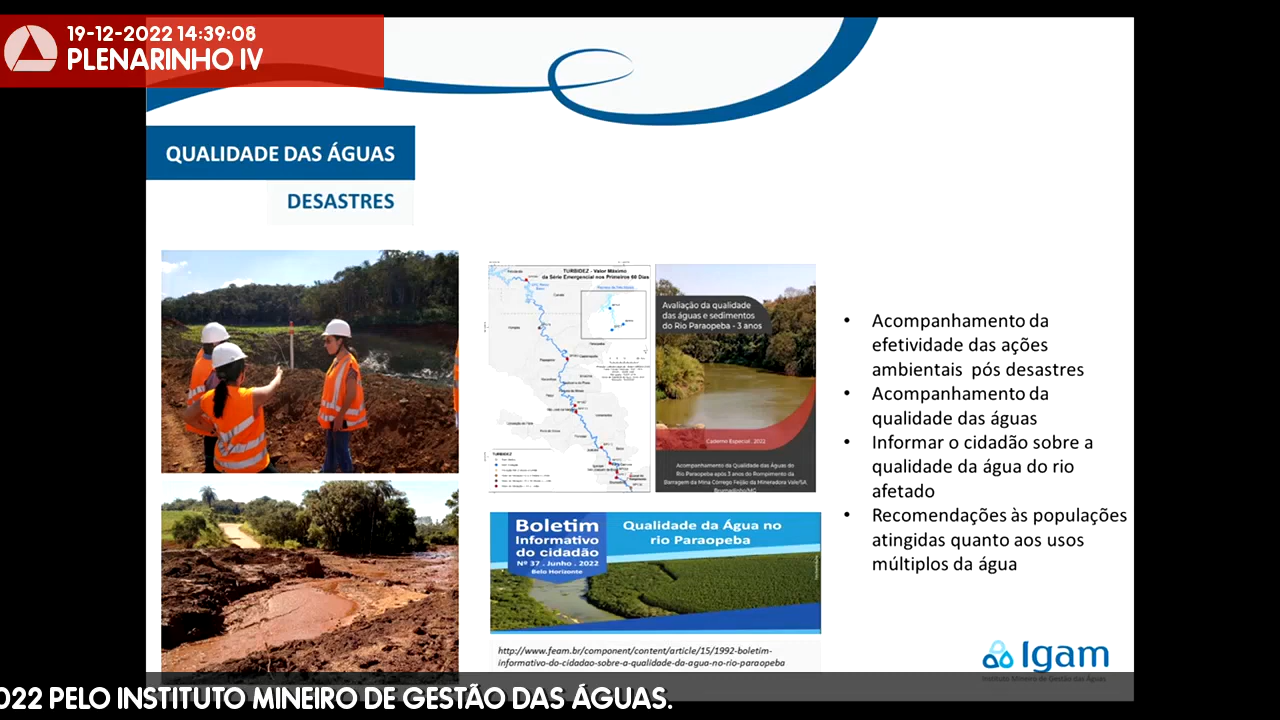 19-12-2022 14:39:08
PLENARINHO IV
QUALIDADE DAS ÁGUAS
DESASTRES
TURBIDEZ - Valor Máximo
da Série Emergencial nos Primeiros 60 Dias
TURBIDEZ
Avaliação da qualidade
das águas e sedimentos
do Rio Paraopeba - 3 anos
Caderno Especial, 2022
Acompanhamento da Qualidade das Águas do
Rio Paraopeba após 3 anos do Rompimento da
Barragem da Mina Córrego Feijão da Mineradora Vale/SA
Brumadinho/MG
Boletim
Informativo
do cidadão
Nº 37 . Junho . 2022
Belo Horizonte
Qualidade da Água no
rio Paraopeba
http://www.feam.br/component/content/article/15/1992-boletim-
informativo-do-cidadao-sobre-a-qualidade-da-agua-no-rio-paraopeba
• Acompanhamento da
efetividade das ações
ambientais pós desastres
• Acompanhamento da
qualidade das águas
• Informar o cidadão sobre a
qualidade da água do rio
afetado
• Recomendações às populações
atingidas quanto aos usos
múltiplos da água
Igam
Instituto Mineiro de Gestão das Águas
022 PELO INSTITUTO MINEIRO DE GESTÃO DAS ÁGUAS.